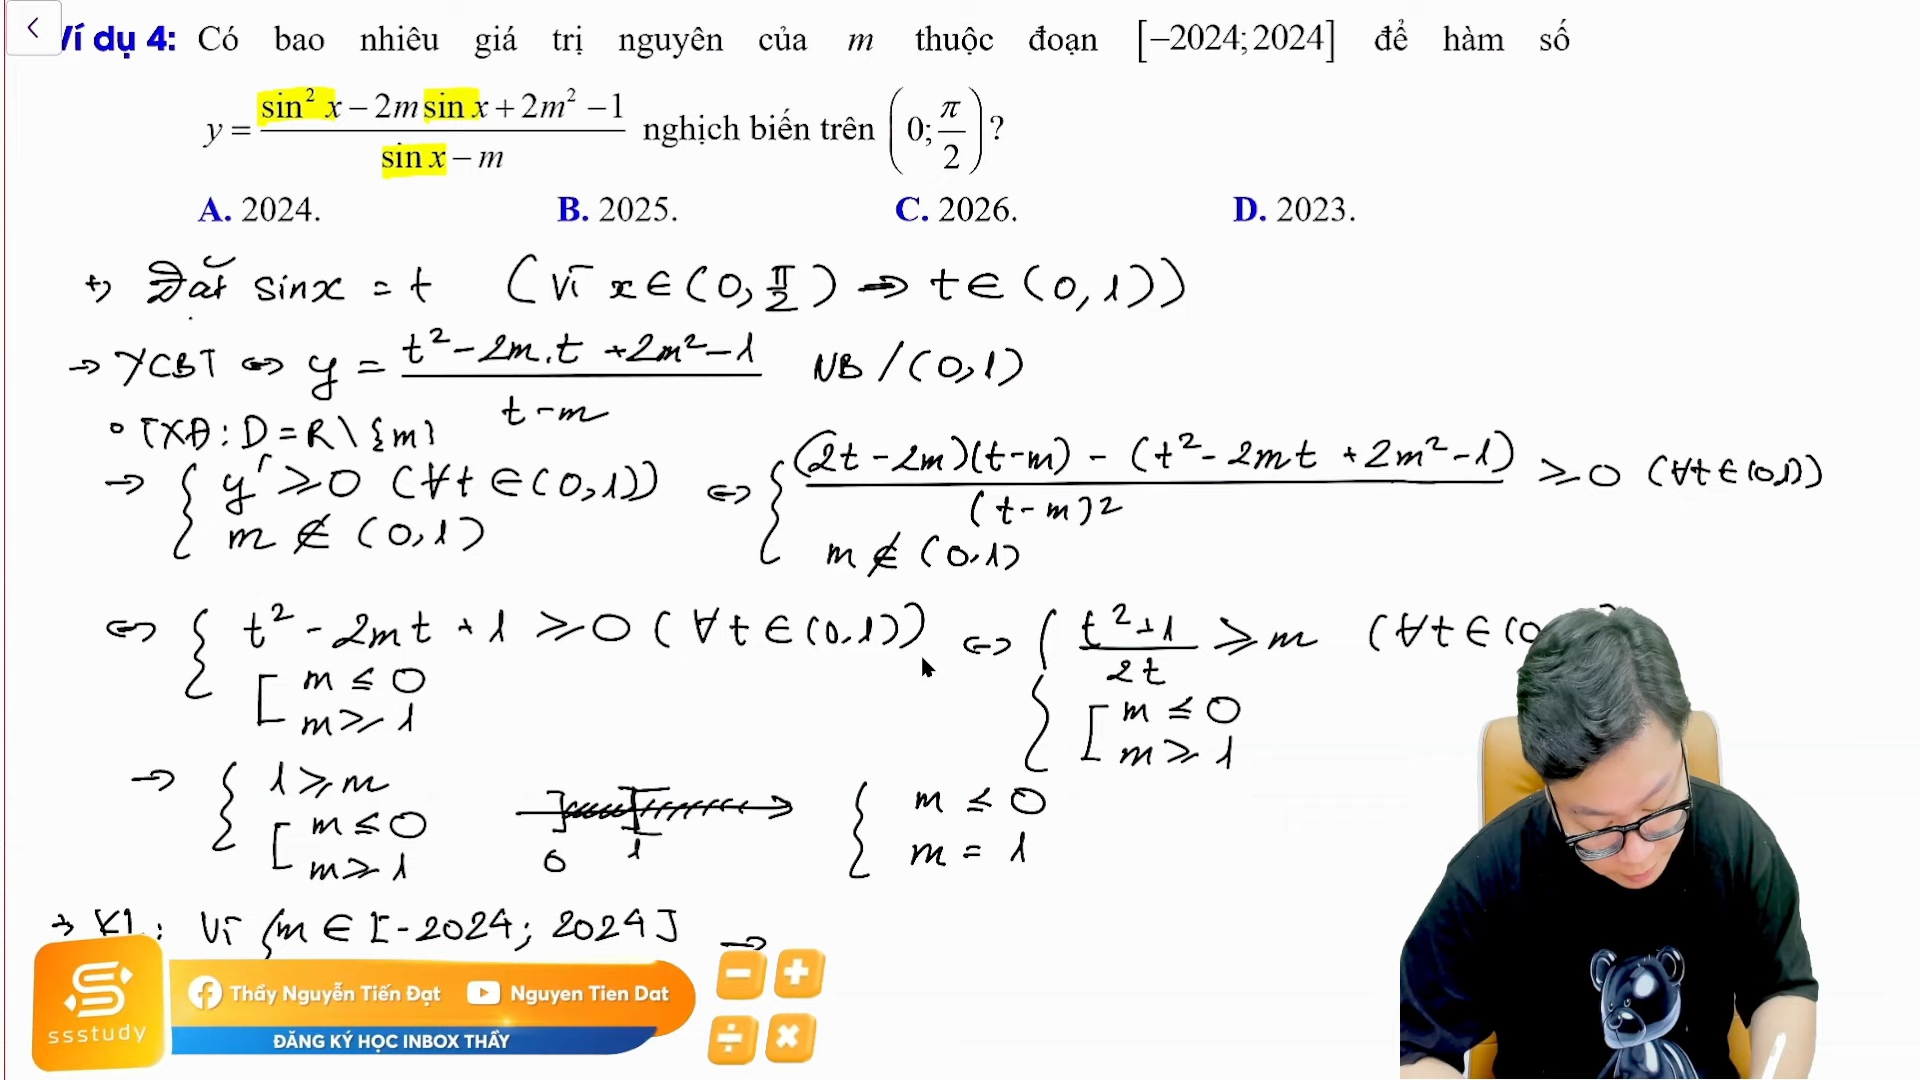 Ví dụ 4: Có bao nhiêu giá trị nguyên của m thuộc đoạn [−2024;2024] để hàm số
y = (sin² x − 2m sin x + 2m² − 1) / (sin x − m) nghịch biến trên (0; π/2) ?
A. 2024. B. 2025. C. 2026. D. 2023.
+, Đặt sinx = t (Vì x ∈ (0, π/2) → t ∈ (0,1))
→ YCBT ⇔ y = (t² − 2m.t + 2m² − 1) / (t − m) NB /(0,1)
° TXĐ: D = R\{m}
→ { y' ⩾ 0 (∀t ∈ (0,1)) ⇔ { ((2t − 2m)(t − m) − (t² − 2mt + 2m² − 1)) / (t − m)² ⩾ 0 (∀t ∈ (0,1))
m ∉ (0,1) m ∉ (0.1)
⇔ { t² − 2mt + 1 ⩾ 0 (∀t ∈ (0.1)) ⇔ { (t² + 1) / 2t ⩾ m (∀t ∈ (0
[ m ≤ 0 [ m ≤ 0
m ⩾ 1 m ⩾ 1
→ { 1 ⩾ m { m ≤ 0
[ m ≤ 0 ] [ m = 1
m ⩾ 1 0 1
→ KL: Vì { m ∈ [-2024; 2024] →
ssstudy
Thầy Nguyễn Tiến Đạt Nguyen Tien Dat
ĐĂNG KÝ HỌC INBOX THẦY